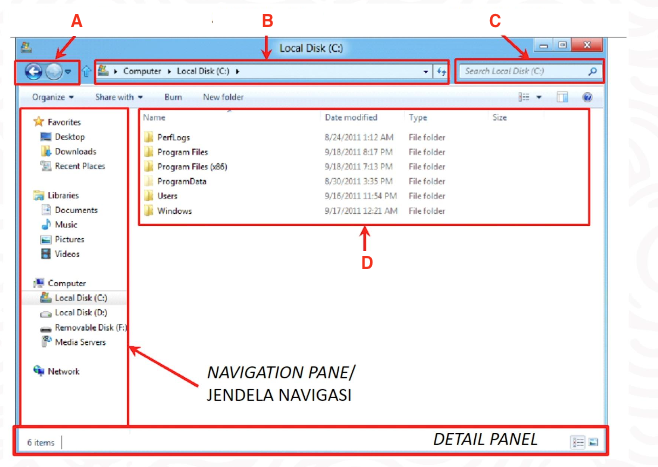 A
B
C
Local Disk (C:)
Computer Local Disk (C:)
Search Local Disk (C:)
Organize Share with Burn New folder
Name Date modified Type Size
PerfLogs 8/24/2011 1:12 AM File folder
Program Files 9/18/2011 8:17 PM File folder
Program Files (x86) 9/18/2011 7:13 PM File folder
ProgramData 8/30/2011 3:35 PM File folder
Users 9/16/2011 11:54 PM File folder
Windows 9/17/2011 12:21 AM File folder
D
Favorites
Desktop
Downloads
Recent Places
Libraries
Documents
Music
Pictures
Videos
Computer
Local Disk (C:)
Local Disk (D:)
Removable Disk (F:)
Media Servers
Network
NAVIGATION PANE/
JENDELA NAVIGASI
6 items
DETAIL PANEL